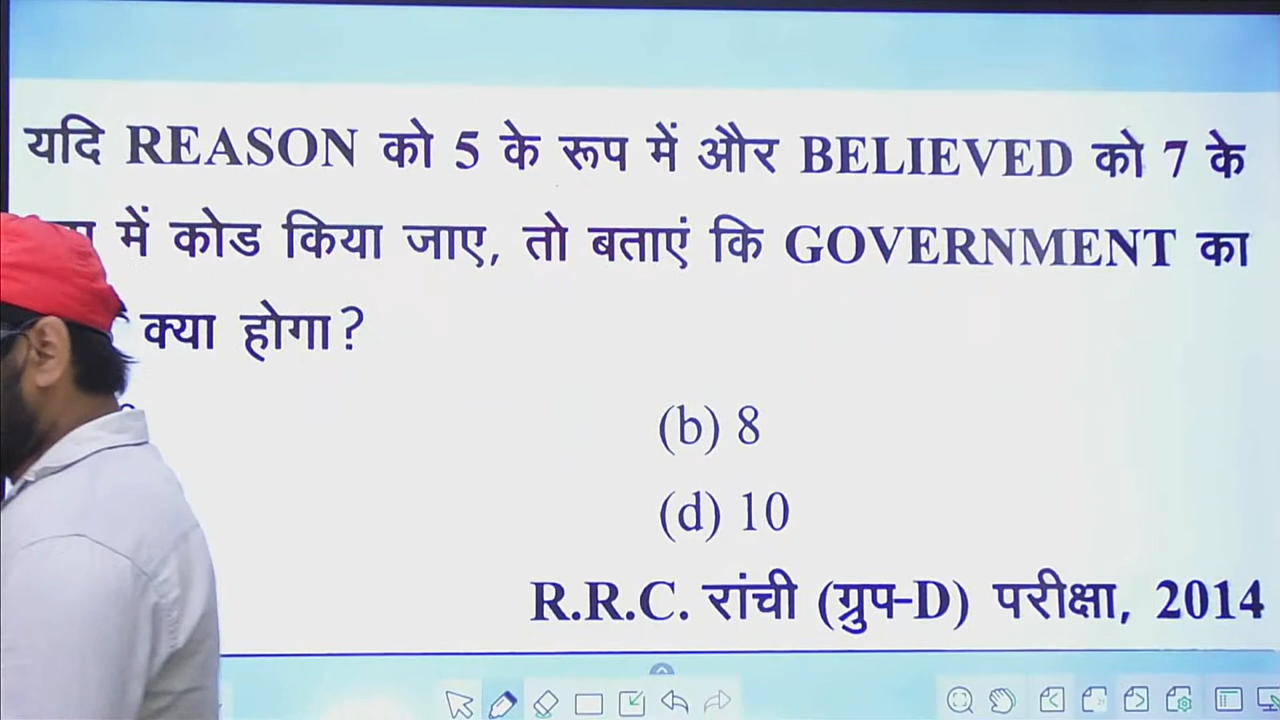 यदि REASON को 5 के रूप में और BELIEVED को 7 के
में कोड किया जाए, तो बताएं कि GOVERNMENT का
क्या होगा?
(b) 8
(d) 10
R.R.C. रांची (ग्रुप-D) परीक्षा, 2014